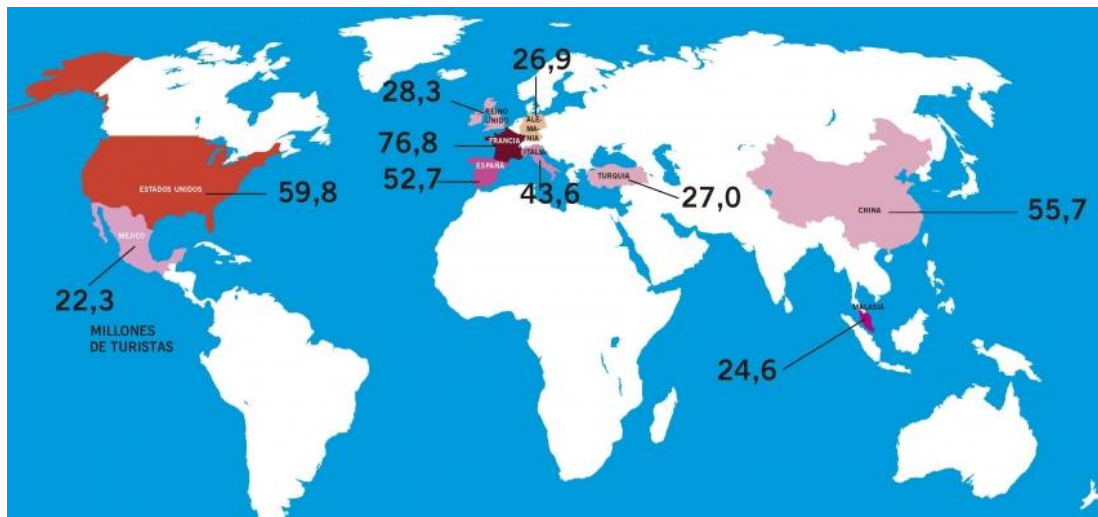 26,9
28,3
REINO
UNIDO
ALE-
MA-
NIA
76,8
FRANCIA
ITALIA
ESPAÑA
52,7
43,6
TURQUIA
27,0
ESTADOS UNIDOS
59,8
CHINA
55,7
MÉJICO
22,3
MILLONES
DE TURISTAS
MALASIA
24,6